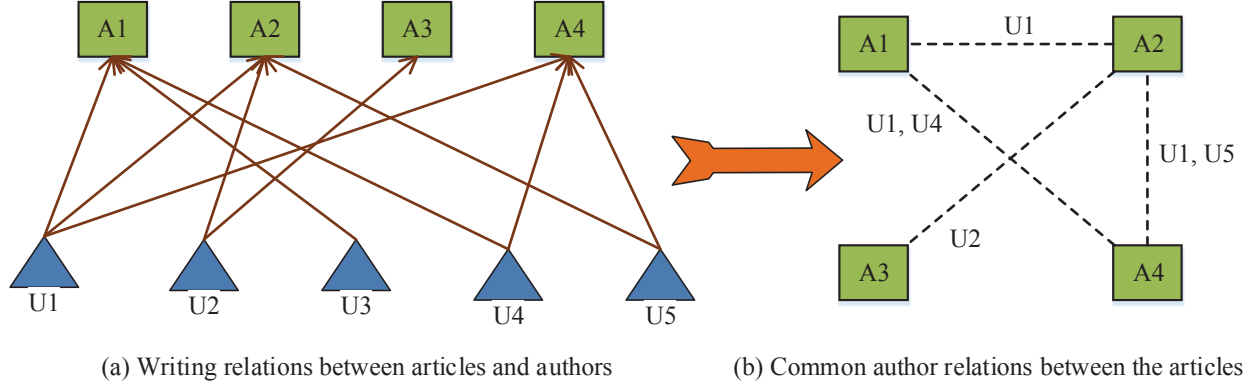 A1 A2 A3 A4
U1 U2 U3 U4 U5
(a) Writing relations between articles and authors
A1 U1 A2
U1, U4 U1, U5
U2
A3 A4
(b) Common author relations between the articles